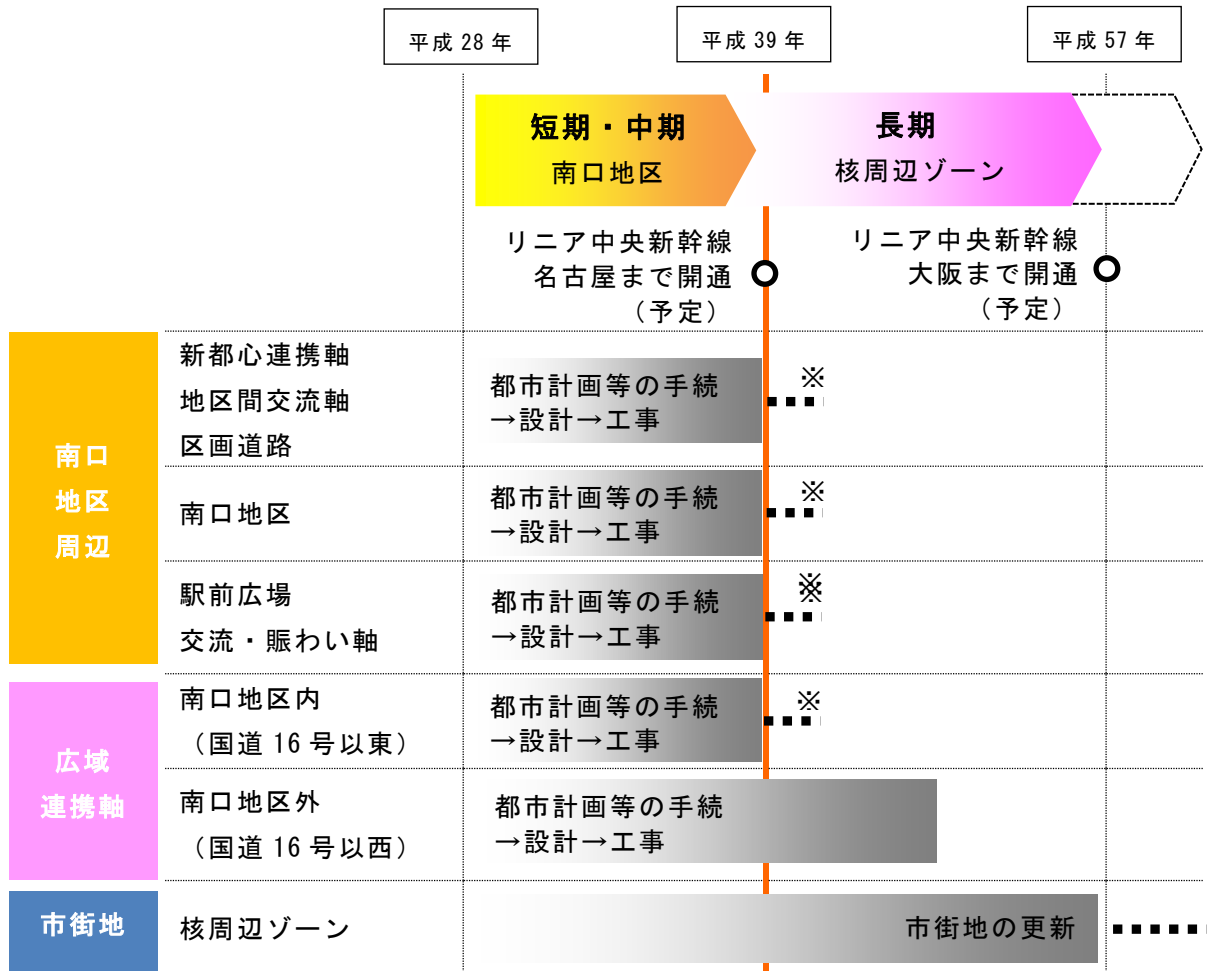 平成 28 年
平成 39 年
平成 57 年
短期・中期
南口地区
長期
核周辺ゾーン
リニア中央新幹線
名古屋まで開通
（予定）
リニア中央新幹線
大阪まで開通
（予定）
南口
地区
周辺
新都心連携軸
地区間交流軸
区画道路
都市計画等の手続
→設計→工事
※
南口地区
都市計画等の手続
→設計→工事
※
駅前広場
交流・賑わい軸
都市計画等の手続
→設計→工事
※
広域
連携軸
南口地区内
（国道 16 号以東）
都市計画等の手続
→設計→工事
※
南口地区外
（国道 16 号以西）
都市計画等の手続
→設計→工事
市街地
核周辺ゾーン
市街地の更新